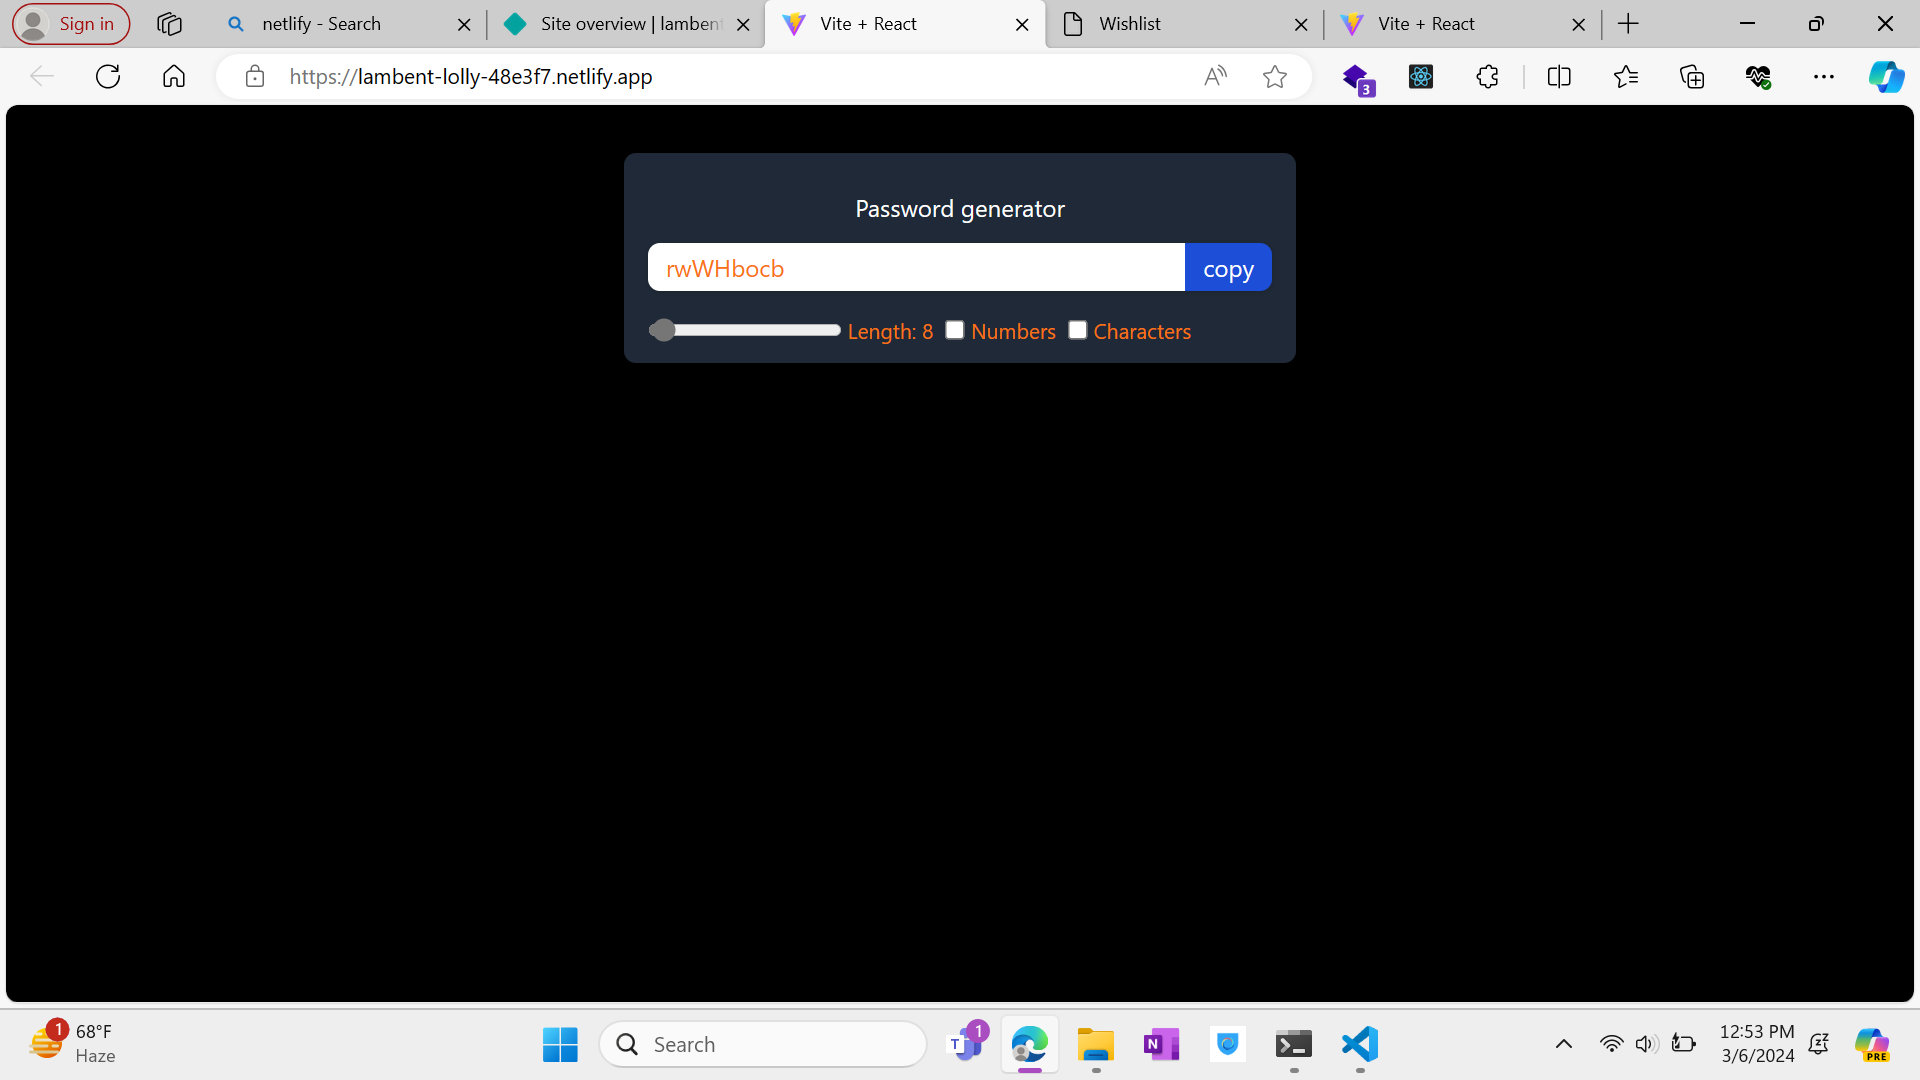 Sign in
netlify - Search
Site overview | lambent
Vite + React
Wishlist
Vite + React
https://lambent-lolly-48e3f7.netlify.app
3
Password generator
rwWHbocb
copy
Length: 8 Numbers Characters
1
68°F
Haze
Search
T
1
N
12:53 PM
3/6/2024
PRE